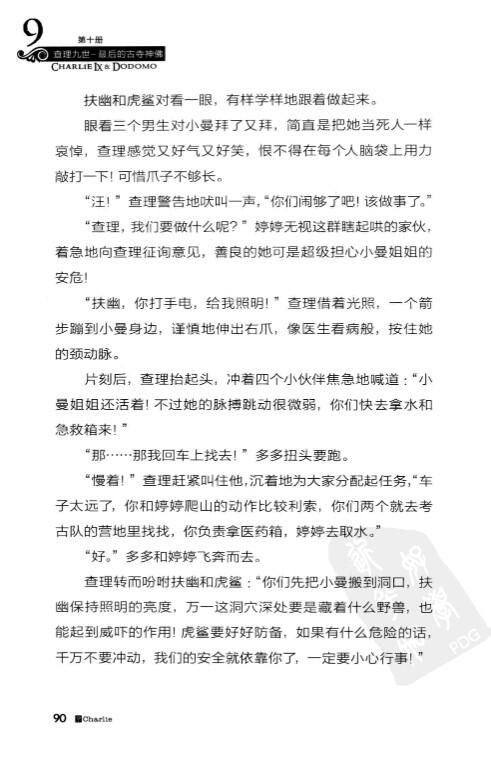 9
第十册
查理九世-最后的古寺神佛
CHARLIE IX & DODOMO
扶幽和虎鲨对看一眼，有样学样地跟着做起来。
眼看三个男生对小曼拜了又拜，简直是把她当死人一样
哀悼，查理感觉又好气又好笑，恨不得在每个人脑袋上用力
敲打一下！可惜爪子不够长。
“汪！”查理警告地吠叫一声，“你们闹够了吧！该做事了。”
“查理，我们要做什么呢？”婷婷无视这群瞎起哄的家伙，
着急地向查理征询意见，善良的她可是超级担心小曼姐姐的
安危！
“扶幽，你打手电，给我照明！”查理借着光照，一个箭
步蹦到小曼身边，谨慎地伸出右爪，像医生看病般，按住她
的颈动脉。
片刻后，查理抬起头，冲着四个小伙伴焦急地喊道：“小
曼姐姐还活着！不过她的脉搏跳动很微弱，你们快去拿水和
急救箱来！”
“那……那我回车上找去！”多多扭头要跑。
“慢着！”查理赶紧叫住他，沉着地为大家分配起任务，“车
子太远了，你和婷婷爬山的动作比较利索，你们两个就去考
古队的营地里找找，你负责拿医药箱，婷婷去取水。”
“好。”多多和婷婷飞奔而去。
查理转而吩咐扶幽和虎鲨：“你们先把小曼搬到洞口，扶
幽保持照明的亮度，万一这洞穴深处要是藏着什么野兽，也
能起到威吓的作用！虎鲨要好好防备，如果有什么危险的话，
千万不要冲动，我们的安全就依靠你了，一定要小心行事！”
PDG
90 Charlie